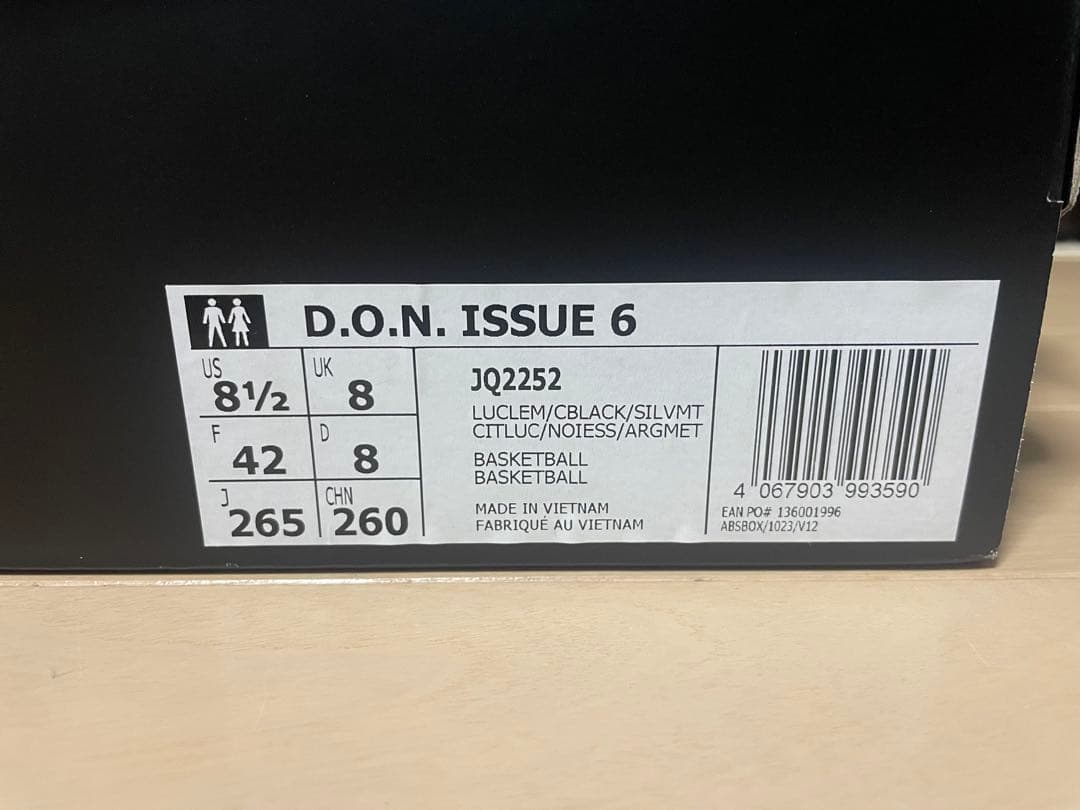 D.O.N. ISSUE 6
US 8½ UK 8
F 42 D 8
J 265 CHN 260
JQ2252
LUCLEM/CBLACK/SILVMT
CITLUC/NOIESS/ARGMET
BASKETBALL
BASKETBALL
MADE IN VIETNAM
FABRIQUÉ AU VIETNAM
4 067903 993590
EAN PO# 136001996
ABSBOX/1023/V12